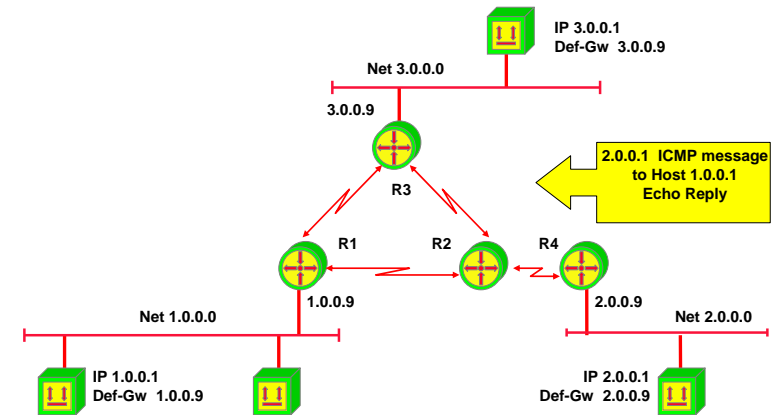 IP 3.0.0.1
Def-Gw 3.0.0.9
Net 3.0.0.0
3.0.0.9
2.0.0.1 ICMP message
to Host 1.0.0.1
Echo Reply
R3
R1
R2
R4
1.0.0.9
2.0.0.9
Net 1.0.0.0
Net 2.0.0.0
IP 1.0.0.1
Def-Gw 1.0.0.9
IP 2.0.0.1
Def-Gw 2.0.0.9